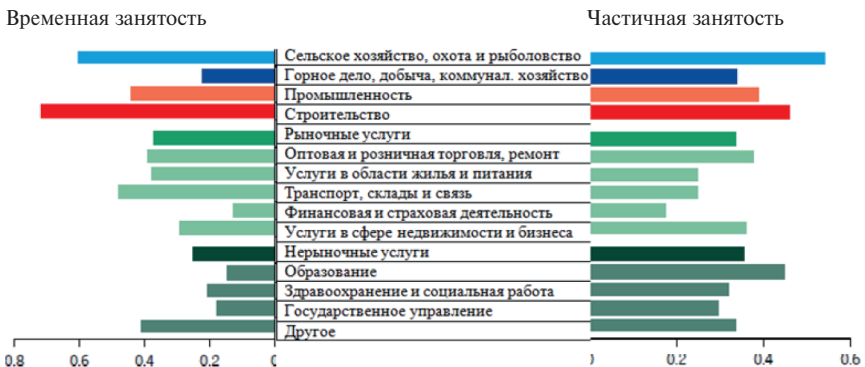 Временная занятость
Частичная занятость
Сельское хозяйство, охота и рыболовство
Горное дело, добыча, коммунал. хозяйство
Промышленность
Строительство
Рыночные услуги
Оптовая и розничная торговля, ремонт
Услуги в области жилья и питания
Транспорт, склады и связь
Финансовая и страховая деятельность
Услуги в сфере недвижимости и бизнеса
Нерыночные услуги
Образование
Здравоохранение и социальная работа
Государственное управление
Другое
0.8 0.6 0.4 0.2 0.2 0.4 0.6